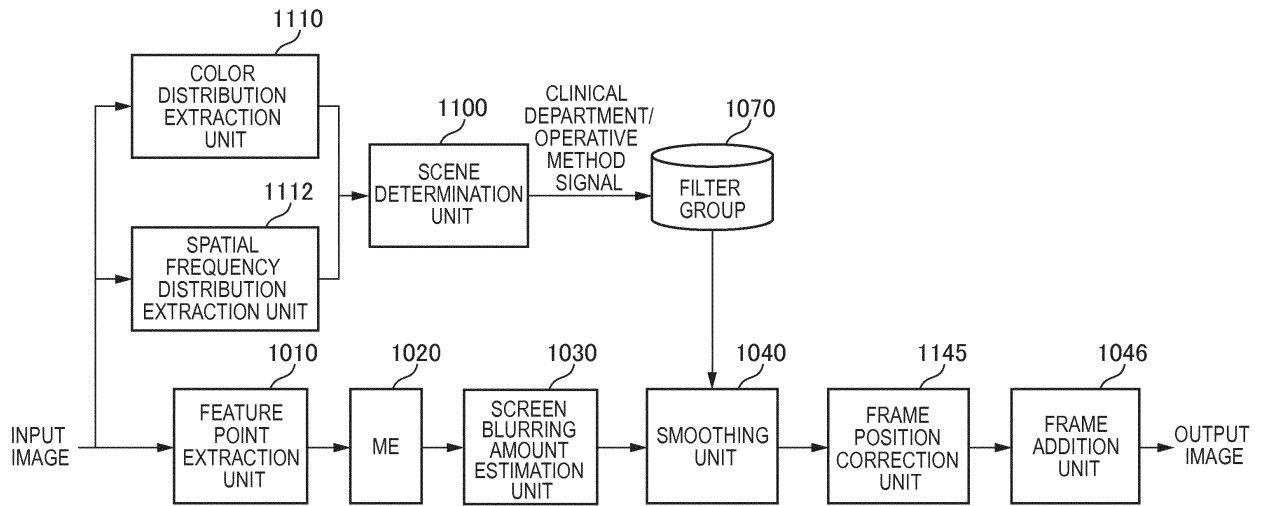 1110
COLOR
DISTRIBUTION
EXTRACTION
UNIT
1112
SPATIAL
FREQUENCY
DISTRIBUTION
EXTRACTION UNIT
1100
SCENE
DETERMINATION
UNIT
CLINICAL
DEPARTMENT/
OPERATIVE
METHOD
SIGNAL
1070
FILTER
GROUP
INPUT
IMAGE
1010
FEATURE
POINT
EXTRACTION
UNIT
1020
ME
1030
SCREEN
BLURRING
AMOUNT
ESTIMATION
UNIT
1040
SMOOTHING
UNIT
1145
FRAME
POSITION
CORRECTION
UNIT
1046
FRAME
ADDITION
UNIT
OUTPUT
IMAGE